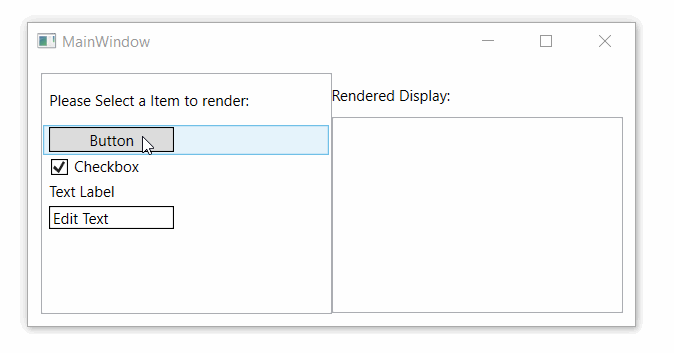 MainWindow
Please Select a Item to render:
Button
Checkbox
Text Label
Edit Text
Rendered Display: